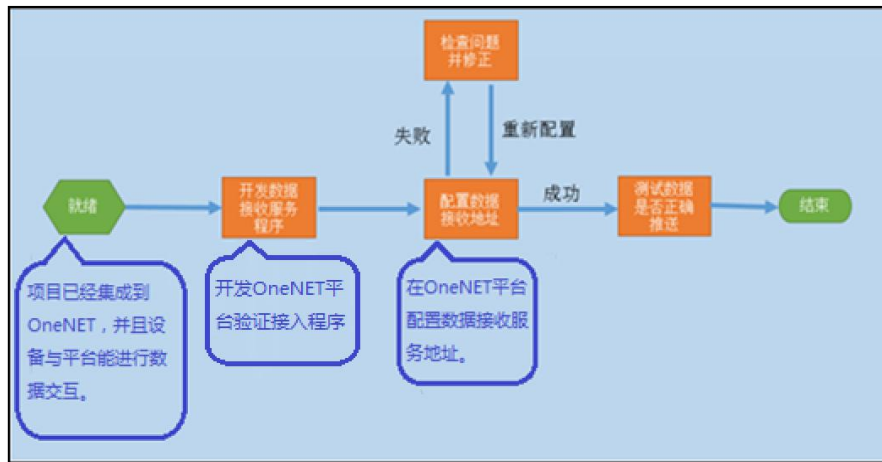 检查问题
并修正
失败
重新配置
就绪
开发数据
接收服务
程序
配置数据
接收地址
成功
测试数据
是否正确
推送
结束
项目已经集成到
OneNET，并且设
备与平台能进行数
据交互。
开发OneNET平
台验证接入程序
在OneNET平台
配置数据接收服
务地址。